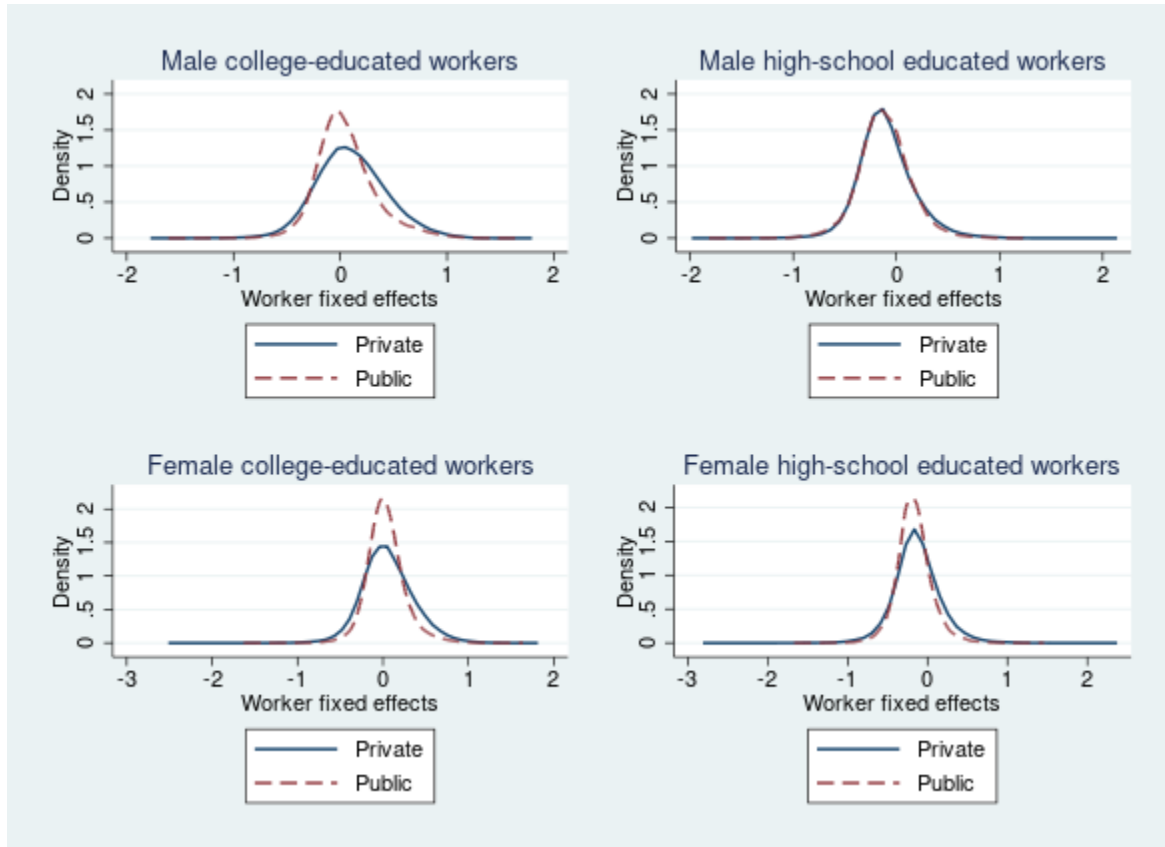 Male college-educated workers
Density
2
1.5
1
.5
0
-2 -1 0 1 2
Worker fixed effects
Private
Public
Male high-school educated workers
Density
2
1.5
1
.5
0
-2 -1 0 1 2
Worker fixed effects
Private
Public
Female college-educated workers
Density
2
1.5
1
.5
0
-3 -2 -1 0 1 2
Worker fixed effects
Private
Public
Female high-school educated workers
Density
2
1.5
1
.5
0
-3 -2 -1 0 1 2
Worker fixed effects
Private
Public